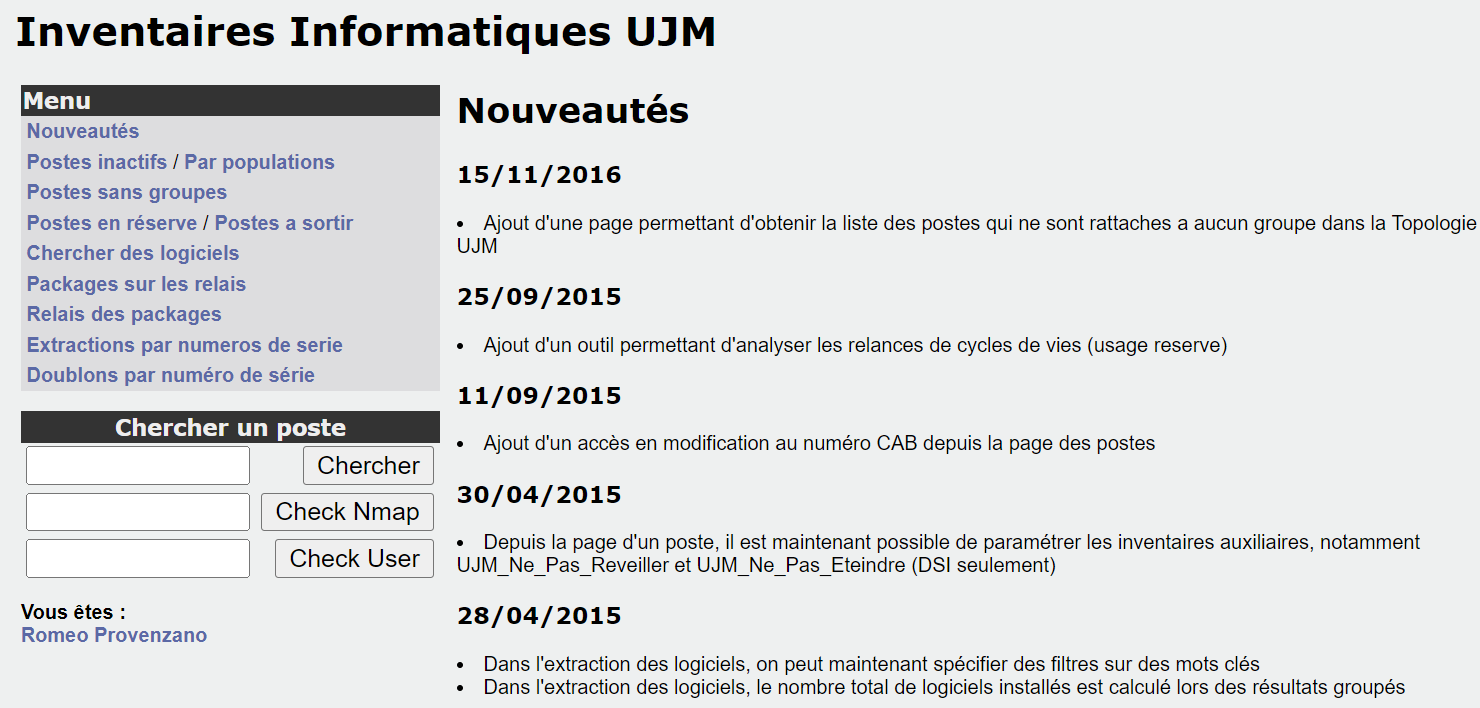 Inventaires Informatiques UJM
Menu
Nouveautés
Postes inactifs / Par populations
Postes sans groupes
Postes en réserve / Postes a sortir
Chercher des logiciels
Packages sur les relais
Relais des packages
Extractions par numeros de serie
Doublons par numéro de série
Chercher un poste
Chercher
Check Nmap
Check User
Vous êtes :
Romeo Provenzano
Nouveautés
15/11/2016
• Ajout d'une page permettant d'obtenir la liste des postes qui ne sont rattaches a aucun groupe dans la Topologie
UJM
25/09/2015
• Ajout d'un outil permettant d'analyser les relances de cycles de vies (usage reserve)
11/09/2015
• Ajout d'un accès en modification au numéro CAB depuis la page des postes
30/04/2015
• Depuis la page d'un poste, il est maintenant possible de paramétrer les inventaires auxiliaires, notamment
UJM_Ne_Pas_Reveiller et UJM_Ne_Pas_Eteindre (DSI seulement)
28/04/2015
• Dans l'extraction des logiciels, on peut maintenant spécifier des filtres sur des mots clés
• Dans l'extraction des logiciels, le nombre total de logiciels installés est calculé lors des résultats groupés